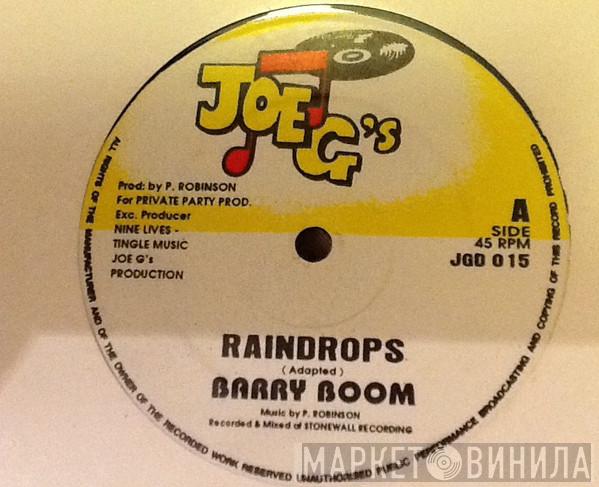 JOE G's
Prod: by P. ROBINSON
For PRIVATE PARTY PROD.
Exc. Producer
NINE LIVES -
TINGLE MUSIC
JOE G's
PRODUCTION
A
SIDE
45 RPM
JGD 015
RAINDROPS
( Adapted )
BARRY BOOM
Music by P. ROBINSON
Recorded & Mixed at STONEWALL RECORDING
ALL RIGHTS OF THE MANUFACTURER AND OF THE OWNER OF THE RECORDED WORK RESERVED UNAUTHORISED PUBLIC PERFORMANCE BROADCASTING AND COPYING OF THIS RECORD PROHIBITED
МАРКЕТ ВИНИЛА